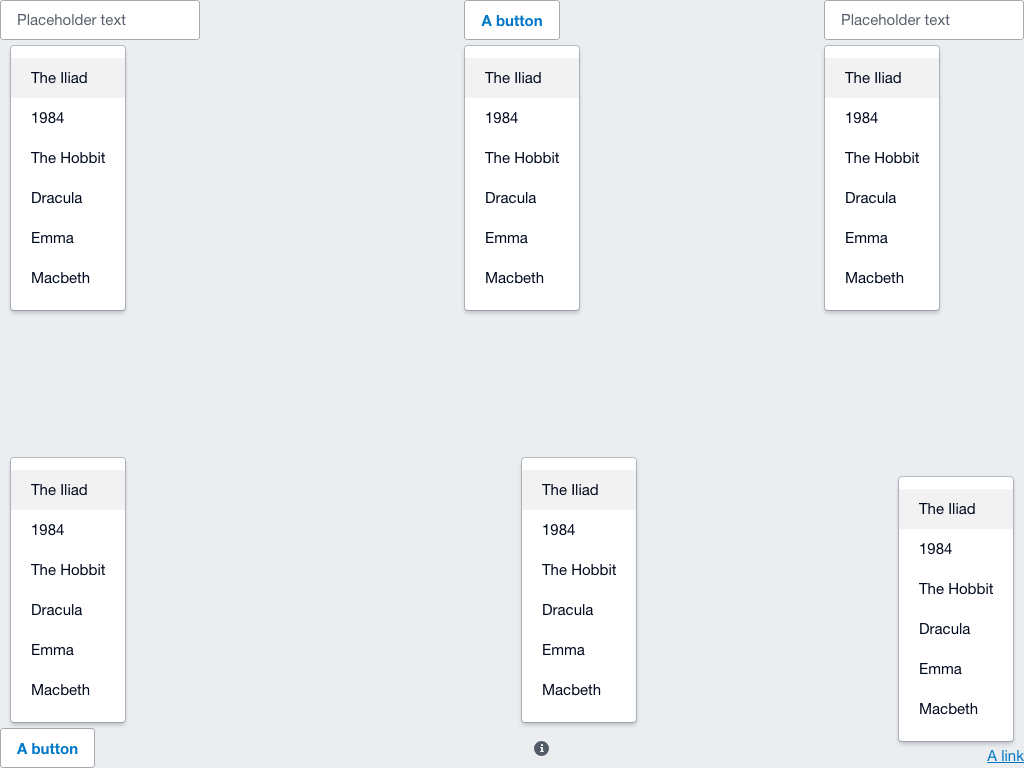 Placeholder text
The Iliad
1984
The Hobbit
Dracula
Emma
Macbeth
A button
The Iliad
1984
The Hobbit
Dracula
Emma
Macbeth
Placeholder text
The Iliad
1984
The Hobbit
Dracula
Emma
Macbeth
The Iliad
1984
The Hobbit
Dracula
Emma
Macbeth
A button
The Iliad
1984
The Hobbit
Dracula
Emma
Macbeth
The Iliad
1984
The Hobbit
Dracula
Emma
Macbeth
A link